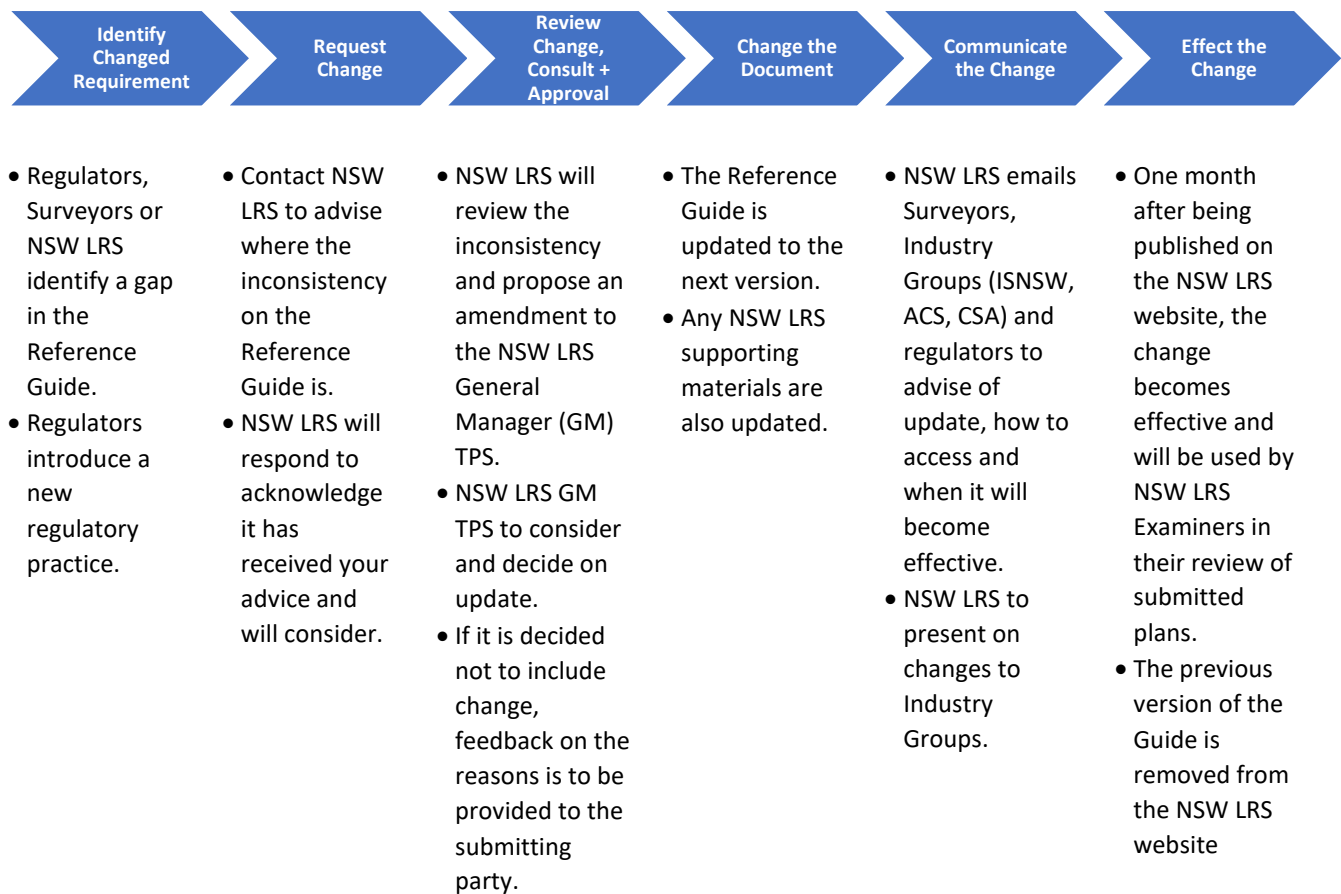 Identify
Changed
Requirement
Request
Change
Review
Change,
Consult +
Approval
Change the
Document
Communicate
the Change
Effect the
Change
• Regulators,
Surveyors or
NSW LRS
identify a gap
in the
Reference
Guide.
• Regulators
introduce a
new
regulatory
practice.
• Contact NSW
LRS to advise
where the
inconsistency
on the
Reference
Guide is.
• NSW LRS will
respond to
acknowledge
it has
received your
advice and
will consider.
• NSW LRS will
review the
inconsistency
and propose an
amendment to
the NSW LRS
General
Manager (GM)
TPS.
• NSW LRS GM
TPS to consider
and decide on
update.
• If it is decided
not to include
change,
feedback on the
reasons is to be
provided to the
submitting
party.
• The Reference
Guide is
updated to the
next version.
• Any NSW LRS
supporting
materials are
also updated.
• NSW LRS emails
Surveyors,
Industry
Groups (ISNSW,
ACS, CSA) and
regulators to
advise of
update, how to
access and
when it will
become
effective.
• NSW LRS to
present on
changes to
Industry
Groups.
• One month
after being
published on
the NSW LRS
website, the
change
becomes
effective and
will be used by
NSW LRS
Examiners in
their review of
submitted
plans.
• The previous
version of the
Guide is
removed from
the NSW LRS
website